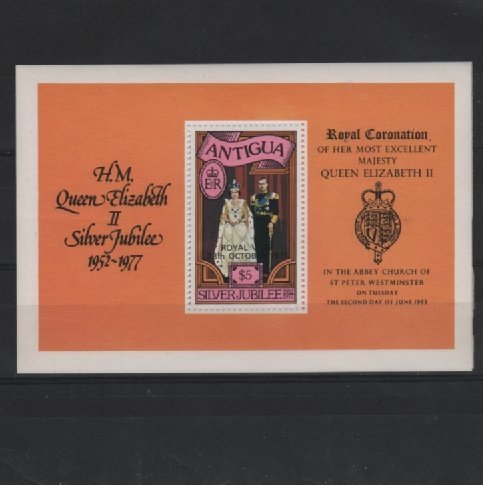 H.M.
Queen Elizabeth
II
Silver Jubilee
1952-1977
ANTIGUA
E II R
ROYAL
OCTOBER
$5
SILVER JUBILEE
Royal Coronation
OF HER MOST EXCELLENT
MAJESTY
QUEEN ELIZABETH II
IN THE ABBEY CHURCH OF
ST PETER WESTMINSTER
ON TUESDAY
THE SECOND DAY OF JUNE 1953